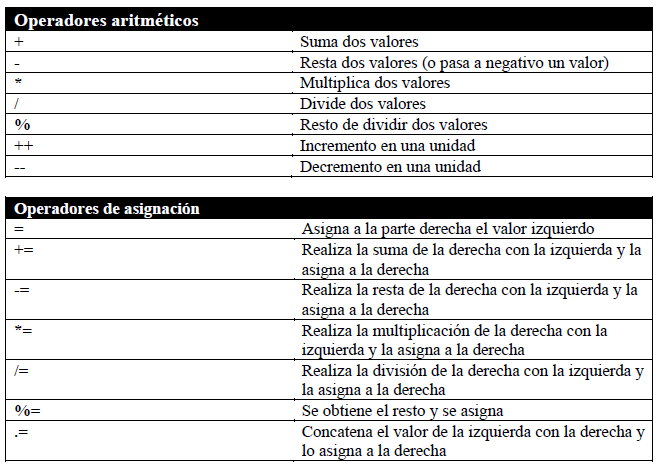 Operadores aritméticos
+ Suma dos valores
- Resta dos valores (o pasa a negativo un valor)
* Multiplica dos valores
/ Divide dos valores
% Resto de dividir dos valores
++ Incremento en una unidad
-- Decremento en una unidad
Operadores de asignación
= Asigna a la parte derecha el valor izquierdo
+= Realiza la suma de la derecha con la izquierda y la
asigna a la derecha
-= Realiza la resta de la derecha con la izquierda y la
asigna a la derecha
*= Realiza la multiplicación de la derecha con la
izquierda y la asigna a la derecha
/= Realiza la división de la derecha con la izquierda y
la asigna a la derecha
%= Se obtiene el resto y se asigna
.= Concatena el valor de la izquierda con la derecha y
lo asigna a la derecha